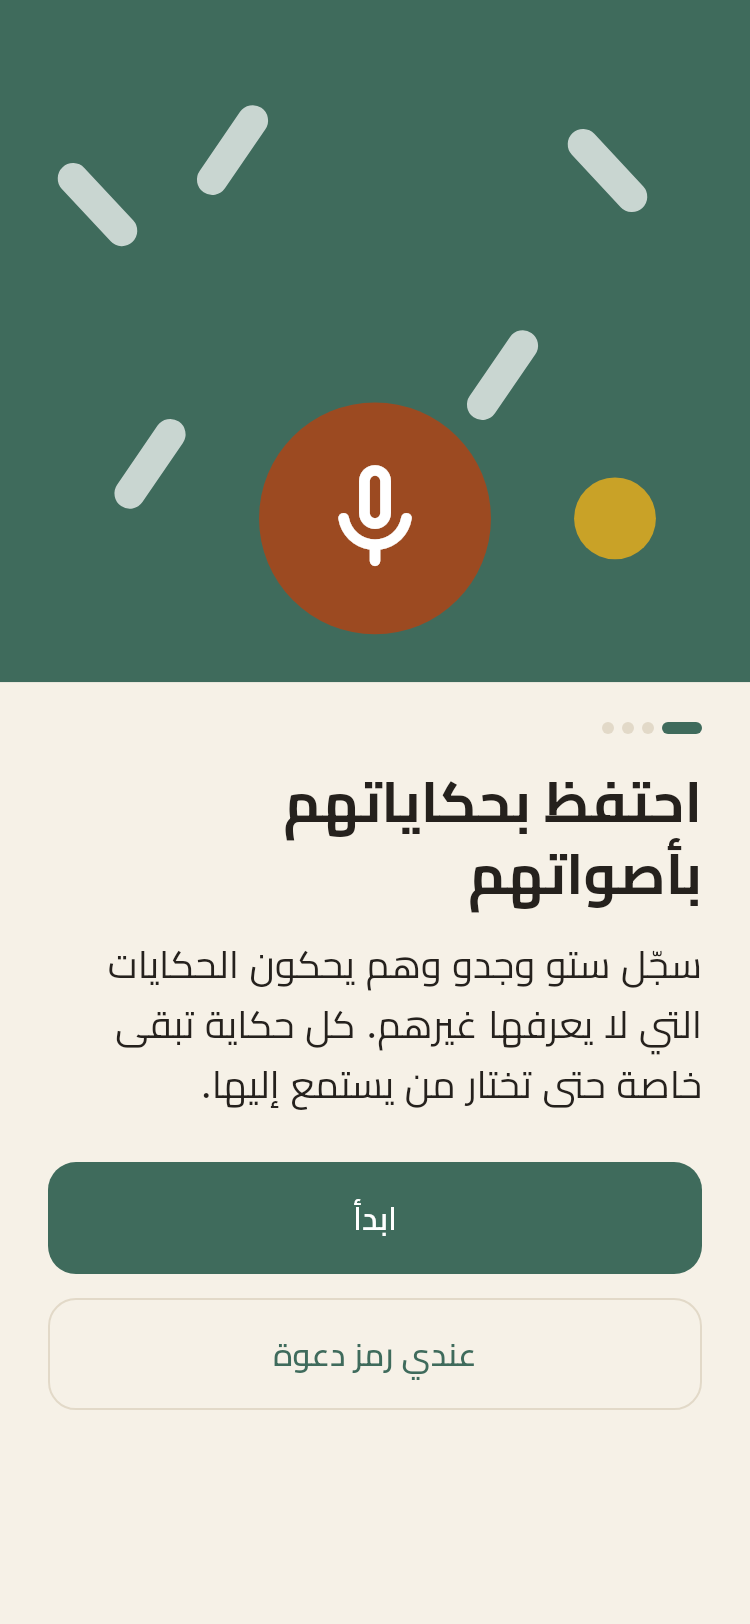 احتفظ بحكاياتهم
بأصواتهم
سجّل ستو وجدو وهم يحكون الحكايات
التي لا يعرفها غيرهم. كل حكاية تبقى
خاصة حتى تختار من يستمع إليها.
ابدأ
عندي رمز دعوة